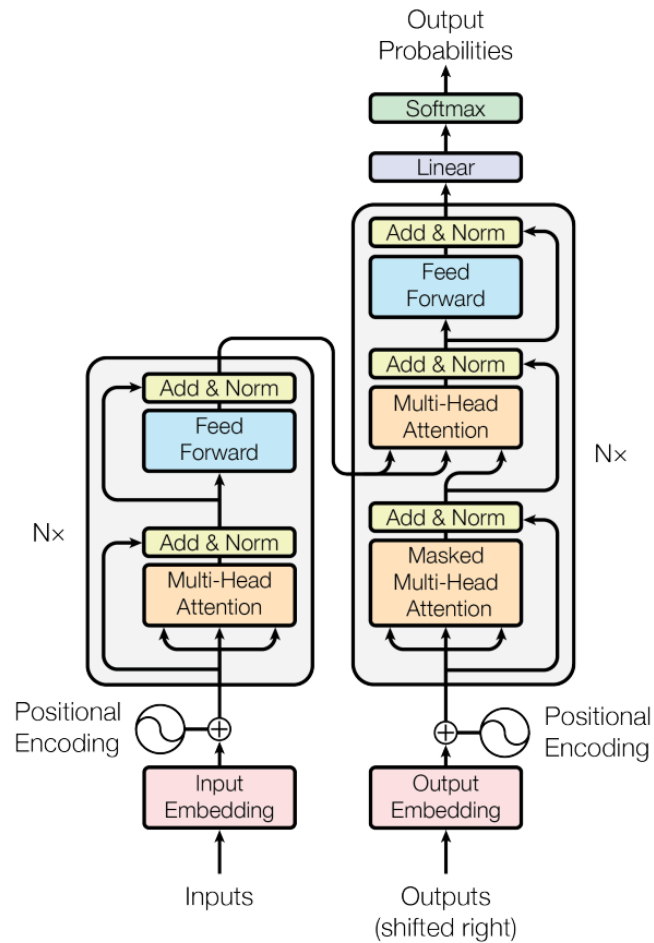 Output
Probabilities
Softmax
Linear
Add & Norm
Feed
Forward
Add & Norm
Multi-Head
Attention
Add & Norm
Masked
Multi-Head
Attention
N×
Add & Norm
Feed
Forward
Add & Norm
Multi-Head
Attention
N×
Positional
Encoding
Positional
Encoding
Input
Embedding
Output
Embedding
Inputs
Outputs
(shifted right)